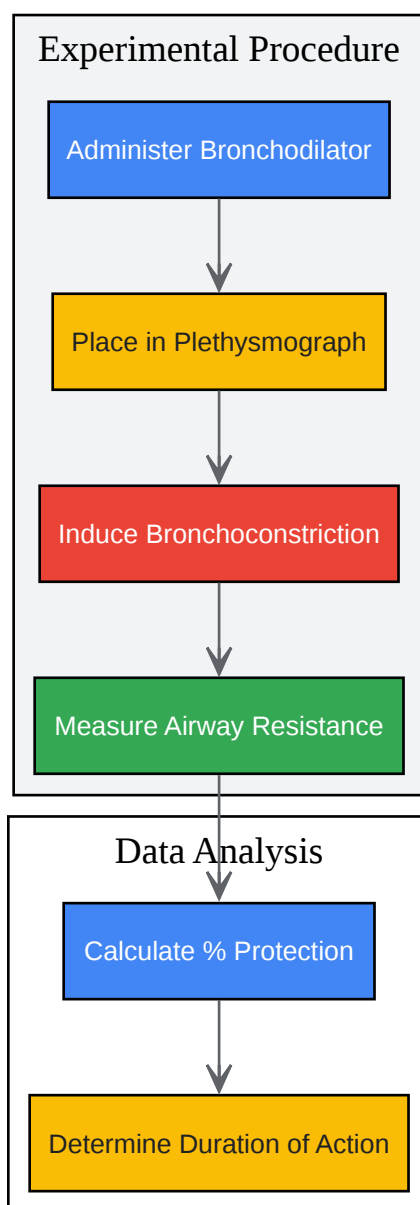 Experimental Procedure
Administer Bronchodilator
Place in Plethysmograph
Induce Bronchoconstriction
Measure Airway Resistance
Data Analysis
Calculate % Protection
Determine Duration of Action